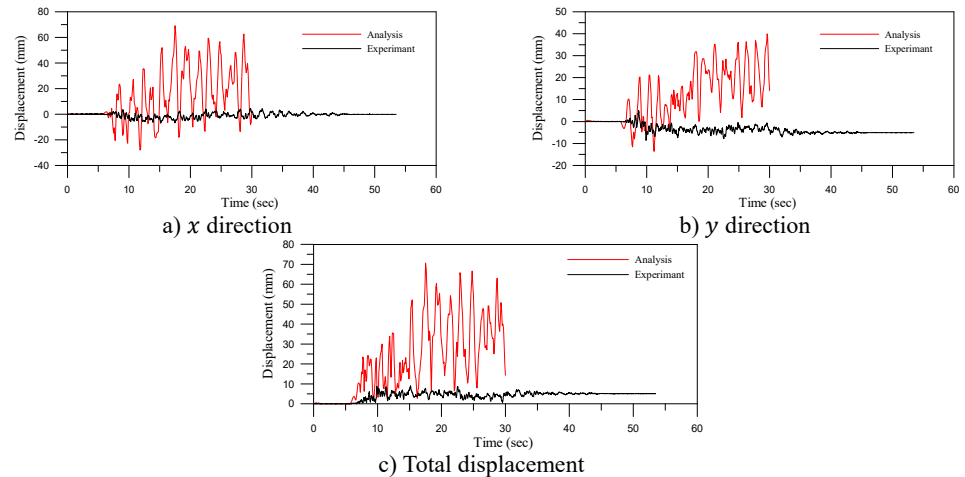 80
60
40
20
0
-20
-40
Displacement (mm)
Analysis
Experimant
0 10 20 30 40 50 60
Time (sec)
a) x direction
50
40
30
20
10
0
-10
-20
Displacement (mm)
Analysis
Experimant
0 10 20 30 40 50 60
Time (sec)
b) y direction
80
70
60
50
40
30
20
10
0
Displacement (mm)
Analysis
Experimant
0 10 20 30 40 50 60
Time (sec)
c) Total displacement